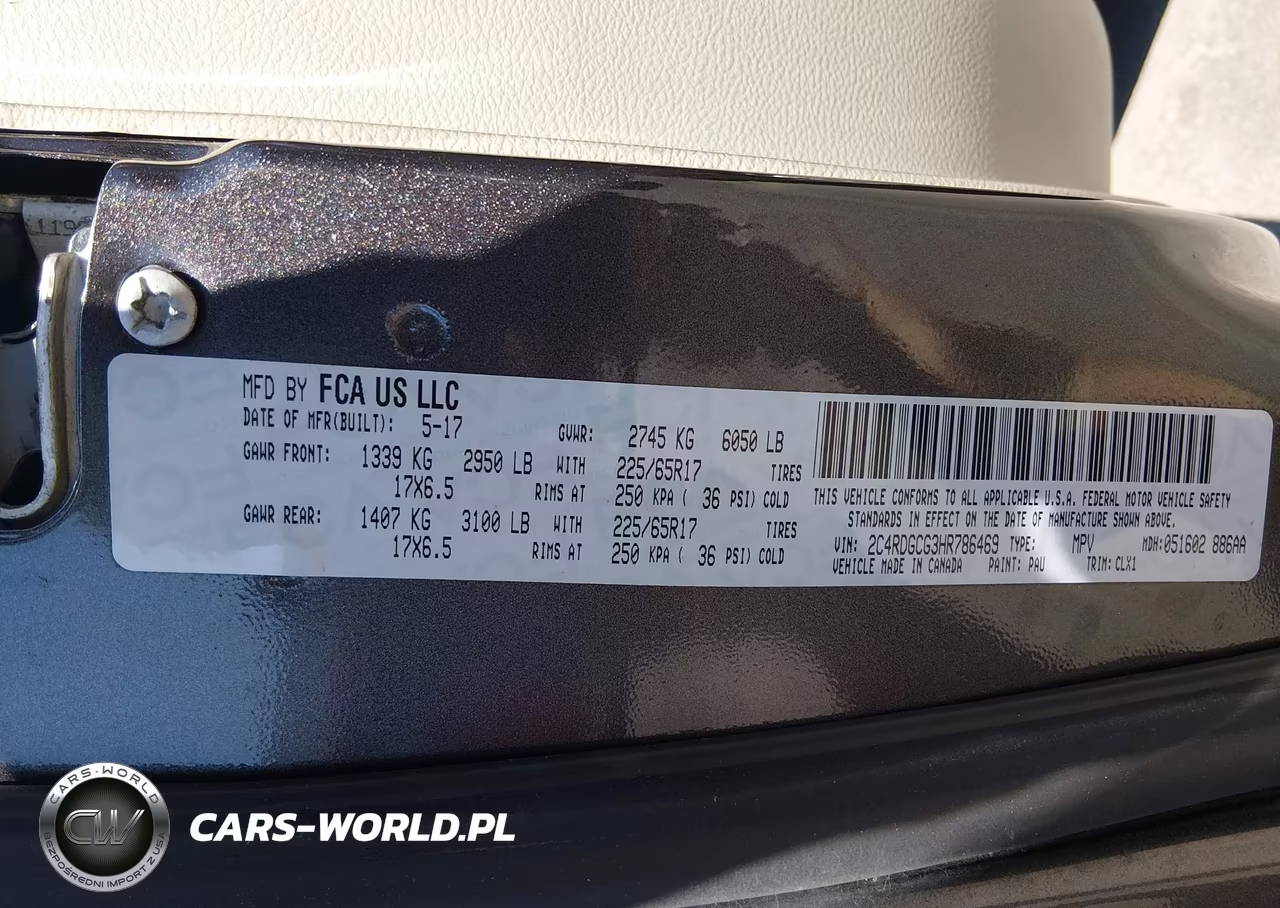 119
MFD BY FCA US LLC
DATE OF MFR(BUILT): 5-17 GVWR: 2745 KG 6050 LB
GAWR FRONT: 1339 KG 2950 LB WITH 225/65R17 TIRES
17X6.5 RIMS AT 250 KPA ( 36 PSI) COLD
GAWR REAR: 1407 KG 3100 LB WITH 225/65R17 TIRES
17X6.5 RIMS AT 250 KPA ( 36 PSI) COLD
THIS VEHICLE CONFORMS TO ALL APPLICABLE U.S.A. FEDERAL MOTOR VEHICLE SAFETY
STANDARDS IN EFFECT ON THE DATE OF MANUFACTURE SHOWN ABOVE.
VIN: 2C4RDGCG3HR786469 TYPE: MPV MDH:051602 886AA
VEHICLE MADE IN CANADA PAINT: PAU TRIM: CLX1
CARS-WORLD
CW
BEZPOŚREDNI IMPORT Z USA
CARS-WORLD.PL